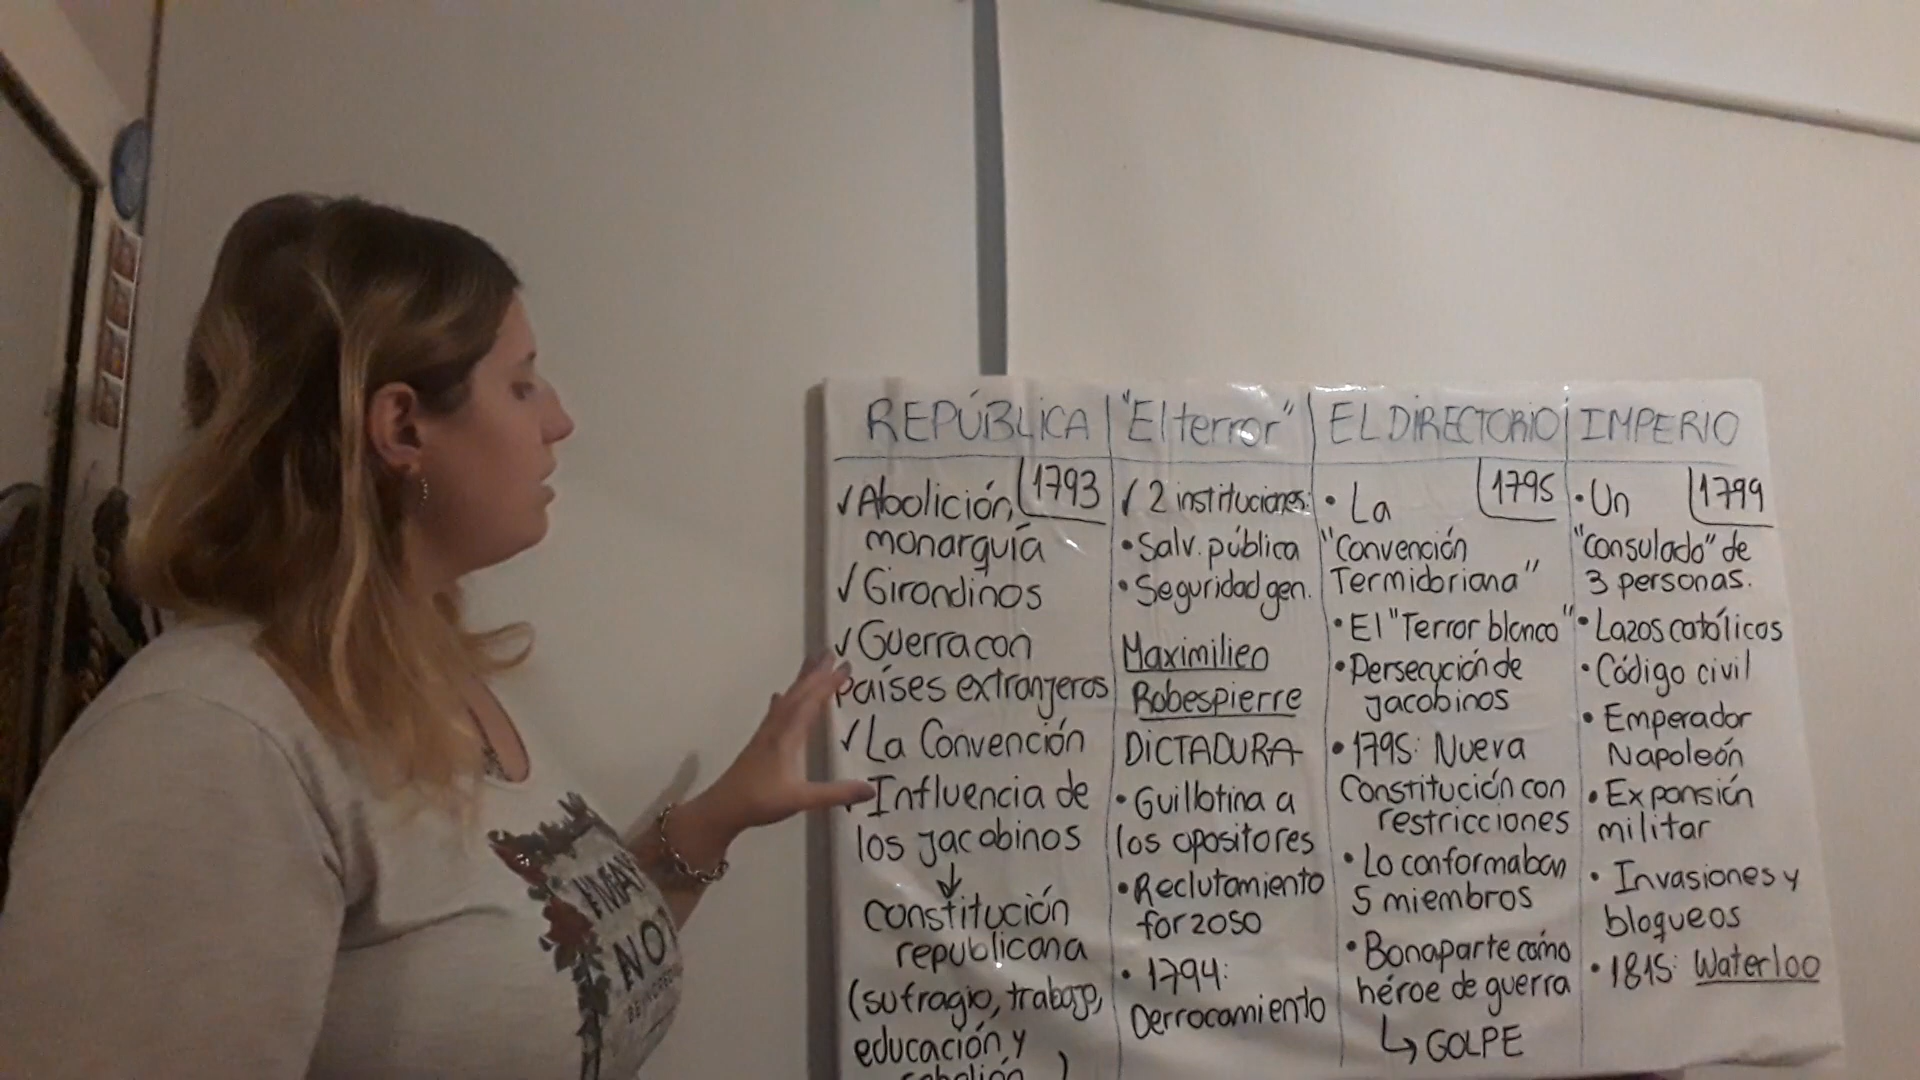 REPÚBLICA
1793
✓Abolición
monarquía
✓Girondinos
✓Guerra con
países extranjeros
✓La Convención
Influencia de
los jacobinos
↓
constitución
republicana
(sufragio, trabajo,
educación y
"El terror"
✓ 2 instituciones:
•Salv. pública
•Seguridad gen.
Maximilien
Robespierre
DICTADURA
•Guillotina a
los opositores
•Reclutamiento
forzoso
• 1794:
Derrocamiento
EL DIRECTORIO
1795
• La
"Convención
Termidoriana"
•El "Terror blanco"
•Persecución de
jacobinos
•1795: Nueva
Constitución con
restricciones
•Lo conformaban
5 miembros
•Bonaparte como
héroe de guerra
↳ GOLPE
IMPERIO
1799
•Un
"consulado" de
3 personas.
•Lazos católicos
•Código civil
• Emperador
Napoleón
•Expansión
militar
• Invasiones y
bloqueos
•1815: Waterloo
NO